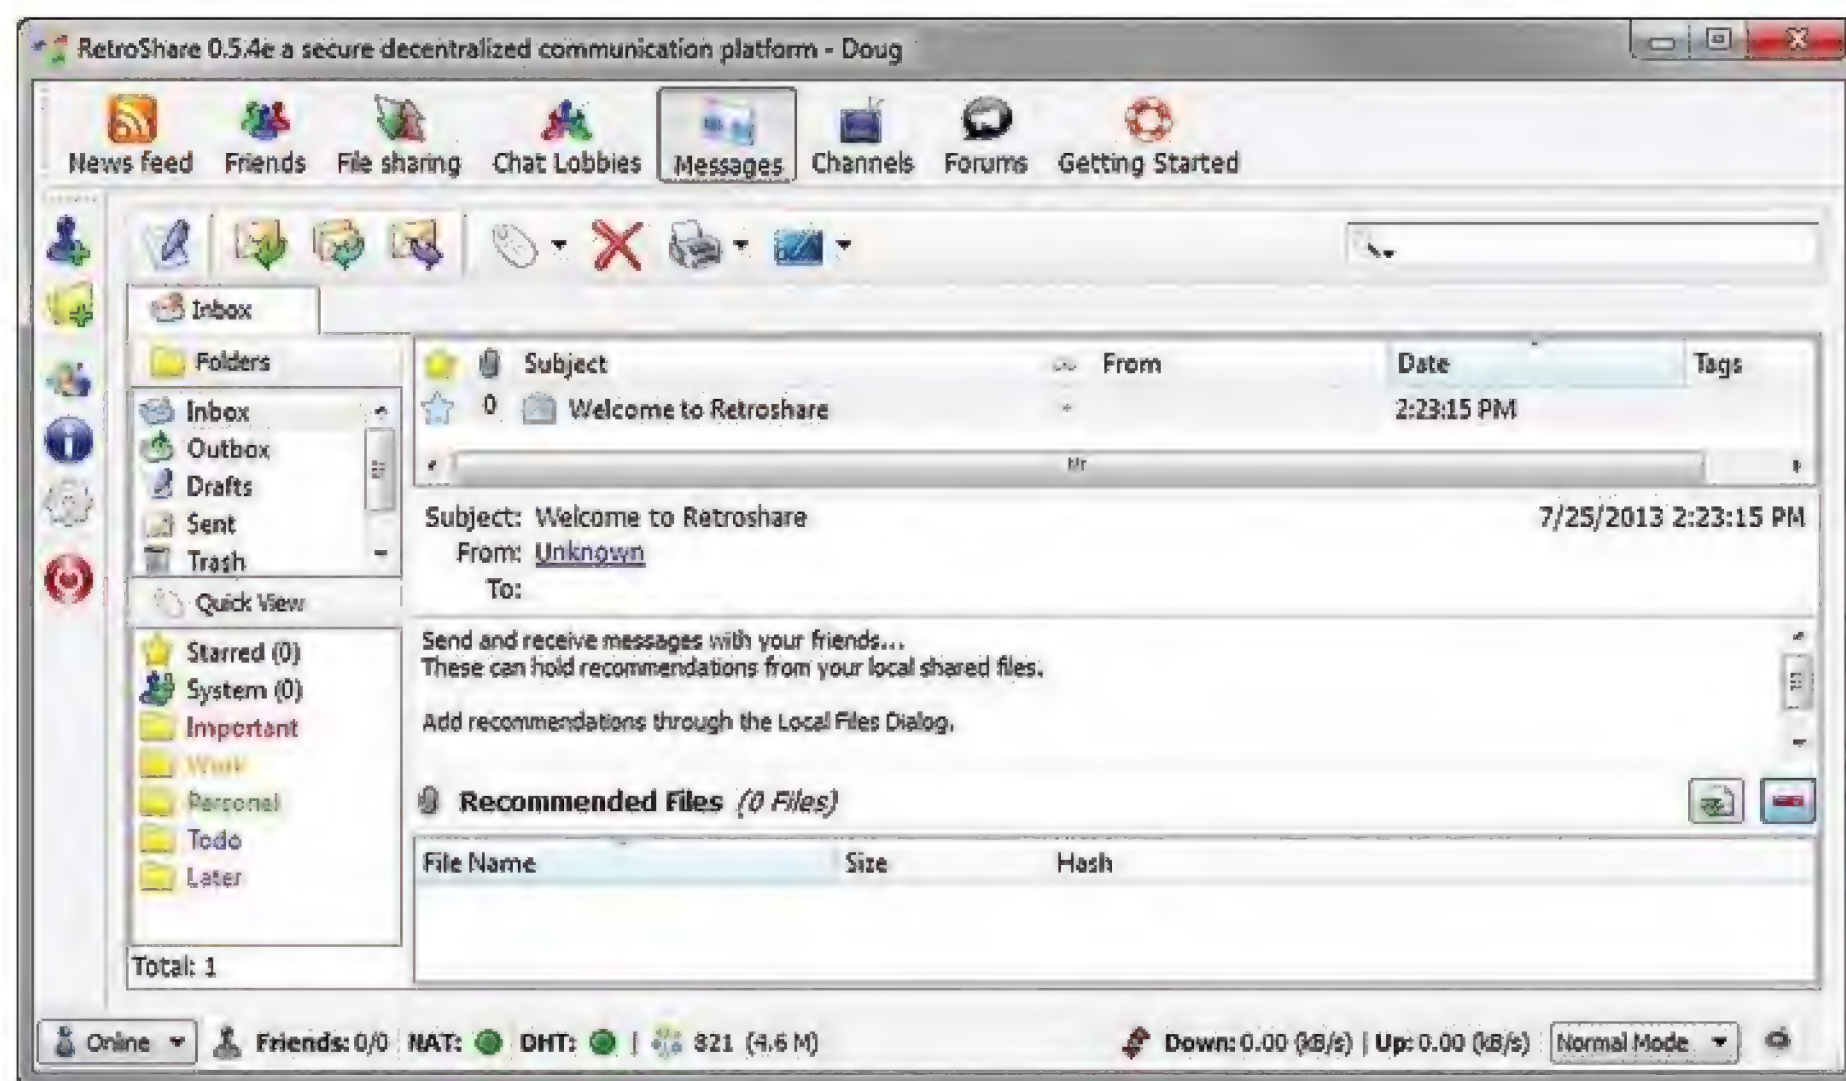 RetroShare 0.5.4e a secure decentralized communication platform - Doug
News feed Friends File sharing Chat Lobbies Messages Channels Forums Getting Started
Inbox
Folders
Inbox
Outbox
Drafts
Sent
Trash
Quick View
Starred (0)
System (0)
Important
Work
Personal
Todo
Later
Total: 1
Subject From Date Tags
0 Welcome to Retroshare 2:23:15 PM
Subject: Welcome to Retroshare 7/25/2013 2:23:15 PM
From: Unknown
To:
Send and receive messages with your friends...
These can hold recommendations from your local shared files.
Add recommendations through the Local Files Dialog.
Recommended Files (0 Files)
File Name Size Hash
Online Friends: 0/0 NAT: DHT: | 821 (4.6 M) Down: 0.00 (kB/s) | Up: 0.00 (kB/s) Normal Mode